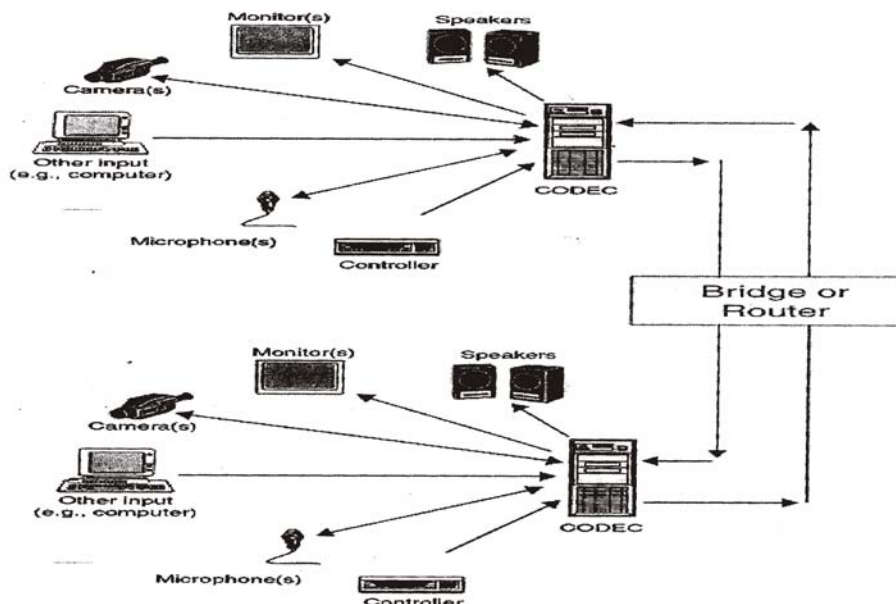 Monitor(s)
Speakers
Camera(s)
Other input
(e.g., computer)
CODEC
Microphone(s)
Controller
Bridge or
Router
Monitor(s)
Speakers
Camera(s)
Other input
(e.g., computer)
CODEC
Microphone(s)
Controller